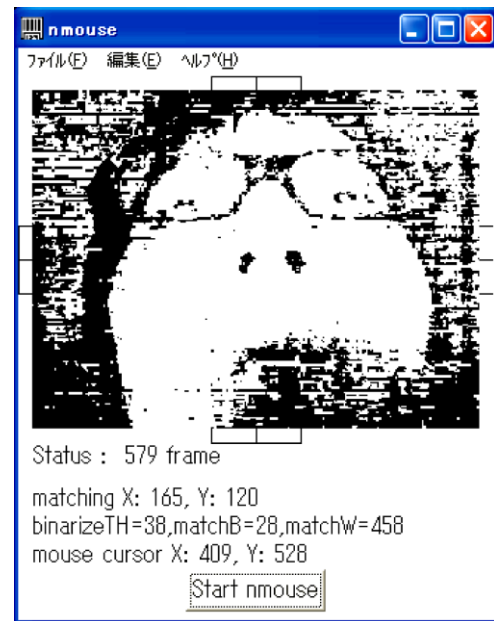 nmouse
ファイル(F) 編集(E) ヘルプ(H)
Status : 579 frame
matching X: 165, Y: 120
binarizeTH=38,matchB=28,matchW=458
mouse cursor X: 409, Y: 528
Start nmouse